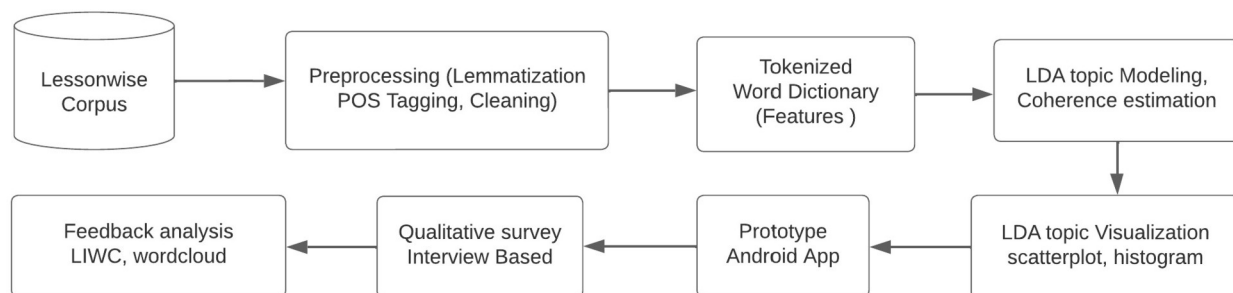 Lessonwise
Corpus
Preprocessing (Lemmatization
POS Tagging, Cleaning)
Tokenized
Word Dictionary
(Features )
LDA topic Modeling,
Coherence estimation
LDA topic Visualization
scatterplot, histogram
Prototype
Android App
Qualitative survey
Interview Based
Feedback analysis
LIWC, wordcloud